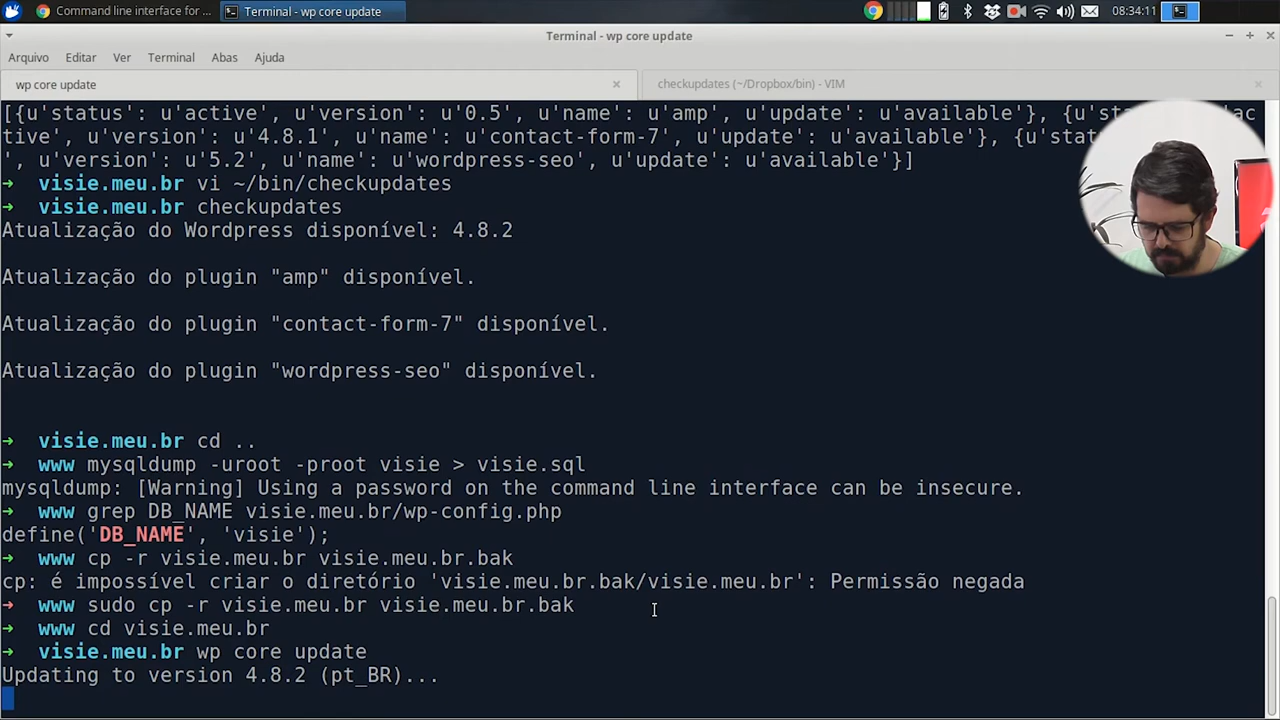 Command line interface for ...
Terminal - wp core update
08:34:11
Terminal - wp core update
Arquivo Editar Ver Terminal Abas Ajuda
wp core update
checkupdates (~/Dropbox/bin) - VIM
[{u'status': u'active', u'version': u'0.5', u'name': u'amp', u'update': u'available'}, {u'
tive', u'version': u'4.8.1', u'name': u'contact-form-7', u'update': u'available'}, {u'
', u'version': u'5.2', u'name': u'wordpress-seo', u'update': u'available'}]
➜ visie.meu.br vi ~/bin/checkupdates
➜ visie.meu.br checkupdates
Atualização do Wordpress disponível: 4.8.2
Atualização do plugin "amp" disponível.
Atualização do plugin "contact-form-7" disponível.
Atualização do plugin "wordpress-seo" disponível.
➜ visie.meu.br cd ..
➜ www mysqldump -uroot -proot visie > visie.sql
mysqldump: [Warning] Using a password on the command line interface can be insecure.
➜ www grep DB_NAME visie.meu.br/wp-config.php
define('DB_NAME', 'visie');
➜ www cp -r visie.meu.br visie.meu.br.bak
cp: é impossível criar o diretório 'visie.meu.br.bak/visie.meu.br': Permissão negada
➜ www sudo cp -r visie.meu.br visie.meu.br.bak
➜ www cd visie.meu.br
➜ visie.meu.br wp core update
Updating to version 4.8.2 (pt_BR)...